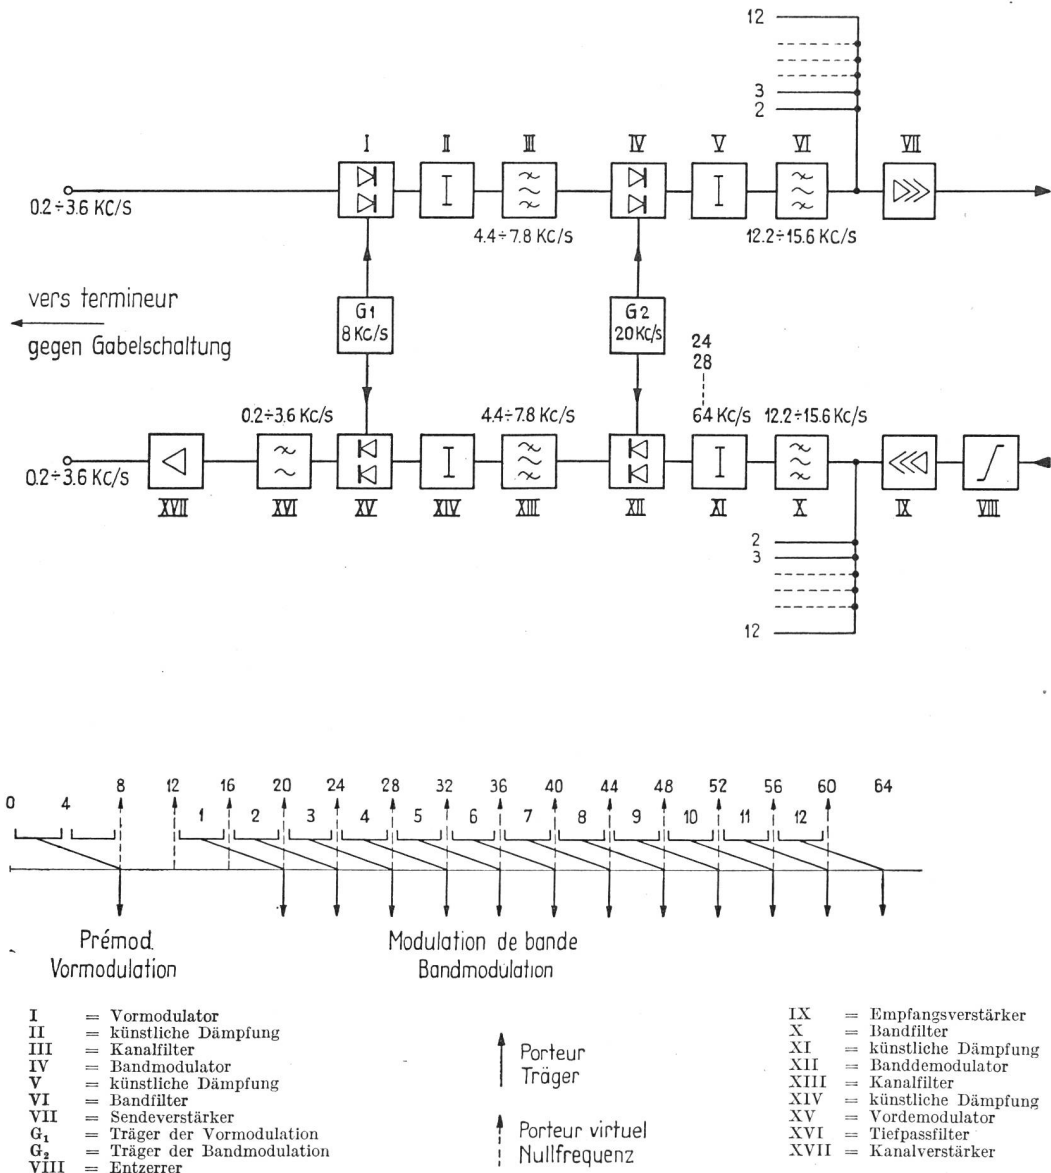 12
3
2
I II III IV V VI VII
0.2÷3.6 KC/S
4.4÷7.8 KC/S
12.2÷15.6 KC/S
vers termineur
gegen Gabelschaltung
G1
8 KC/S
G2
20 KC/S
24
28
64 KC/S
0.2÷3.6 KC/S
4.4÷7.8 KC/S
12.2÷15.6 KC/S
0.2÷3.6 KC/S
XVII XVI XV XIV XIII XII XI X IX VIII
2
3
12
0 4 8 12 16 20 24 28 32 36 40 44 48 52 56 60 64
1 2 3 4 5 6 7 8 9 10 11 12
Prémod.
Vormodulation
Modulation de bande
Bandmodulation
I = Vormodulator
II = künstliche Dämpfung
III = Kanalfilter
IV = Bandmodulator
V = künstliche Dämpfung
VI = Bandfilter
VII = Sendeverstärker
G₁ = Träger der Vormodulation
G₂ = Träger der Bandmodulation
VIII = Entzerrer
Porteur
Träger
Porteur virtuel
Nullfrequenz
IX = Empfangsverstärker
X = Bandfilter
XI = künstliche Dämpfung
XII = Banddemodulator
XIII = Kanalfilter
XIV = künstliche Dämpfung
XV = Vordemodulator
XVI = Tiefpassfilter
XVII = Kanalverstärker